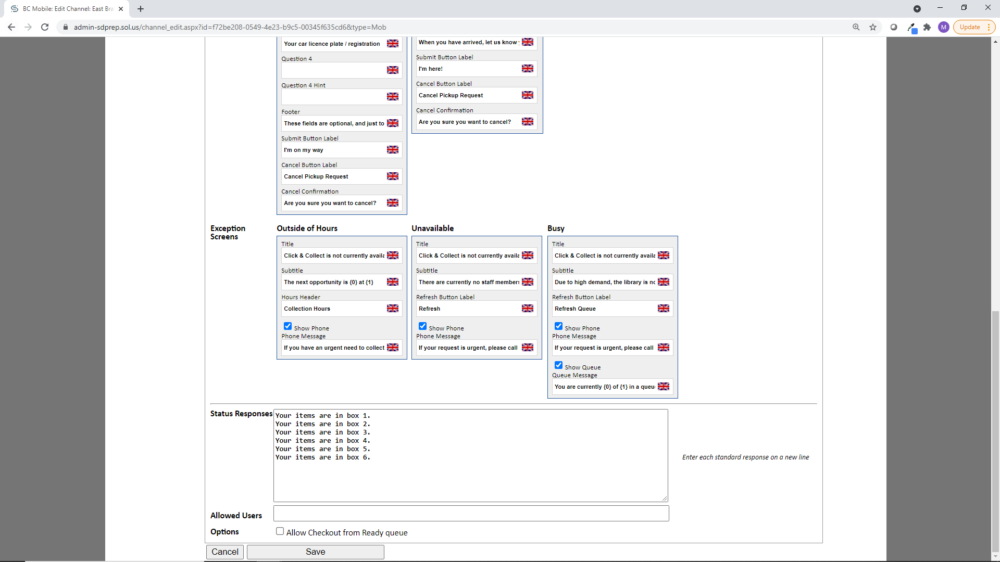 BC Mobile: Edit Channel: East Bra
admin-sdprep.sol.us/channel_edit.aspx?id=f72be208-0549-4e23-b9c5-00345f635cd6&type=Mob
M
Update
Your car licence plate / registration
Question 4
Question 4 Hint
Footer
These fields are optional, and just to
Submit Button Label
I'm on my way
Cancel Button Label
Cancel Pickup Request
Cancel Confirmation
Are you sure you want to cancel?
When you have arrived, let us know
Submit Button Label
I'm here!
Cancel Button Label
Cancel Pickup Request
Cancel Confirmation
Are you sure you want to cancel?
Exception
Screens
Outside of Hours
Title
Click & Collect is not currently availa
Subtitle
The next opportunity is {0} at {1}
Hours Header
Collection Hours
Show Phone
Phone Message
If you have an urgent need to collect
Unavailable
Title
Click & Collect is not currently availa
Subtitle
There are currently no staff members
Refresh Button Label
Refresh
Show Phone
Phone Message
If your request is urgent, please call
Busy
Title
Click & Collect is not currently availa
Subtitle
Due to high demand, the library is no
Refresh Button Label
Refresh Queue
Show Phone
Phone Message
If your request is urgent, please call
Show Queue
Queue Message
You are currently {0} of {1} in a queu
Status Responses
Your items are in box 1.
Your items are in box 2.
Your items are in box 3.
Your items are in box 4.
Your items are in box 5.
Your items are in box 6.
Enter each standard response on a new line
Allowed Users
Options
Allow Checkout from Ready queue
Cancel
Save